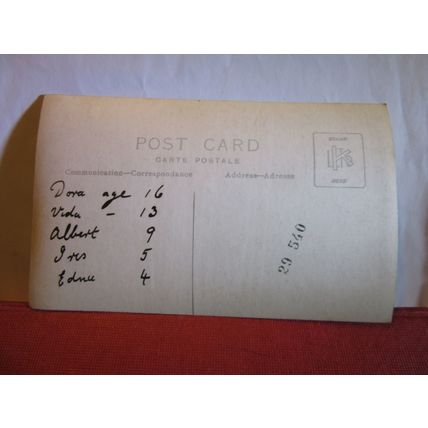 POST CARD
CARTE POSTALE
Communication—Correspondance
Address—Adresse
STAMP
HERE
Dora age 16
Vida – 13
Albert 9
Iris 5
Edna 4
29 540